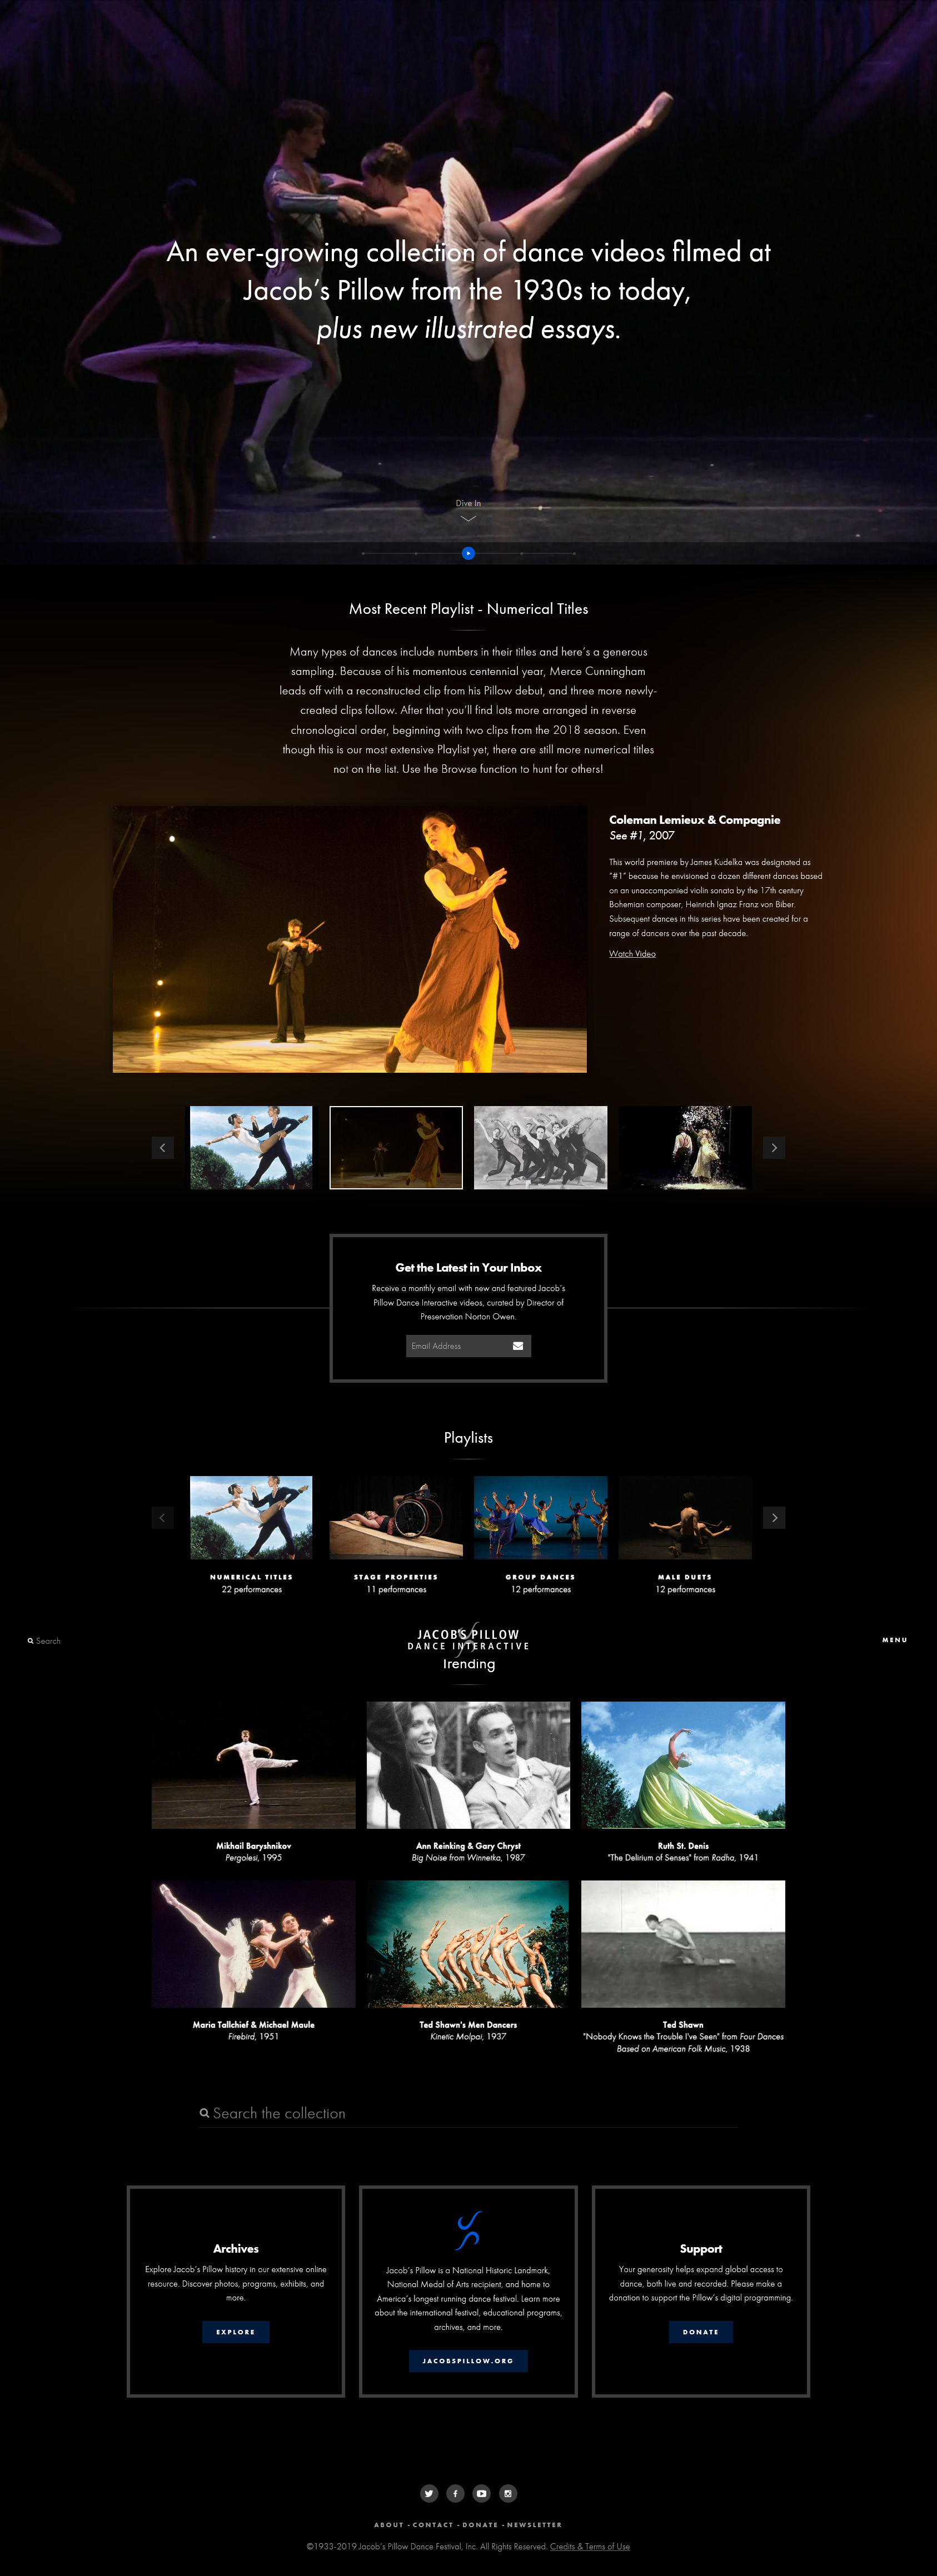 An ever-growing collection of dance videos filmed at
Jacob's Pillow from the 1930s to today,
plus new illustrated essays.
Dive In
Most Recent Playlist - Numerical Titles
Many types of dances include numbers in their titles and here's a generous
sampling. Because of his momentous centennial year, Merce Cunningham
leads off with a reconstructed clip from his Pillow debut, and three more newly-
created clips follow. After that you'll find lots more arranged in reverse
chronological order, beginning with two clips from the 2018 season. Even
though this is our most extensive Playlist yet, there are still more numerical titles
not on the list. Use the Browse function to hunt for others!
Coleman Lemieux & Compagnie
See #1, 2007
This world premiere by James Kudelka was designated as
"#1" because he envisioned a dozen different dances based
on an unaccompanied violin sonata by the 17th century
Bohemian composer, Heinrich Ignaz Franz von Biber.
Subsequent dances in this series have been created for a
range of dancers over the past decade.
Watch Video
Get the Latest in Your Inbox
Receive a monthly email with new and featured Jacob's
Pillow Dance Interactive videos, curated by Director of
Preservation Norton Owen.
Email Address
Playlists
NUMERICAL TITLES
22 performances
STAGE PROPERTIES
11 performances
GROUP DANCES
12 performances
MALE DUETS
12 performances
Search
JACOB'S PILLOW
DANCE INTERACTIVE
MENU
Trending
Mikhail Baryshnikov
Pergolesi, 1995
Ann Reinking & Gary Chryst
Big Noise from Winnetka, 1987
Ruth St. Denis
"The Delirium of Senses" from Radha, 1941
Maria Tallchief & Michael Maule
Firebird, 1951
Ted Shawn's Men Dancers
Kinetic Molpai, 1937
Ted Shawn
"Nobody Knows the Trouble I've Seen" from Four Dances
Based on American Folk Music, 1938
Search the collection
Archives
Explore Jacob's Pillow history in our extensive online
resource. Discover photos, programs, exhibits, and
more.
EXPLORE
Jacob's Pillow is a National Historic Landmark,
National Medal of Arts recipient, and home to
America's longest running dance festival. Learn more
about the international festival, educational programs,
archives, and more.
JACOBSPILLOW.ORG
Support
Your generosity helps expand global access to
dance, both live and recorded. Please make a
donation to support the Pillow's digital programming.
DONATE
ABOUT - CONTACT - DONATE - NEWSLETTER
©1933-2019 Jacob's Pillow Dance Festival, Inc. All Rights Reserved. Credits & Terms of Use